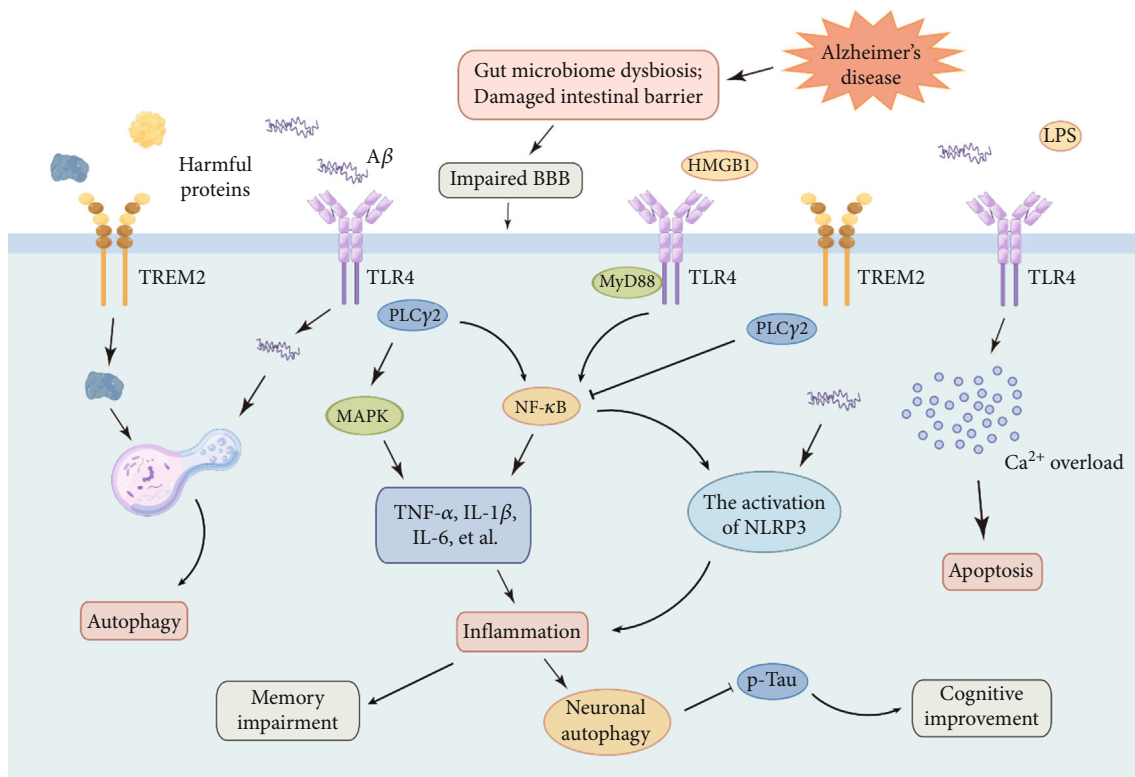 Alzheimer's
disease
Gut microbiome dysbiosis;
Damaged intestinal barrier
LPS
Harmful
proteins
Aβ
Impaired BBB
HMGB1
TREM2
TLR4
MyD88
TLR4
TREM2
TLR4
PLCγ2
PLCγ2
MAPK
NF-κB
Ca²⁺ overload
TNF-α, IL-1β,
IL-6, et al.
The activation
of NLRP3
Apoptosis
Autophagy
Inflammation
Memory
impairment
Neuronal
autophagy
p-Tau
Cognitive
improvement